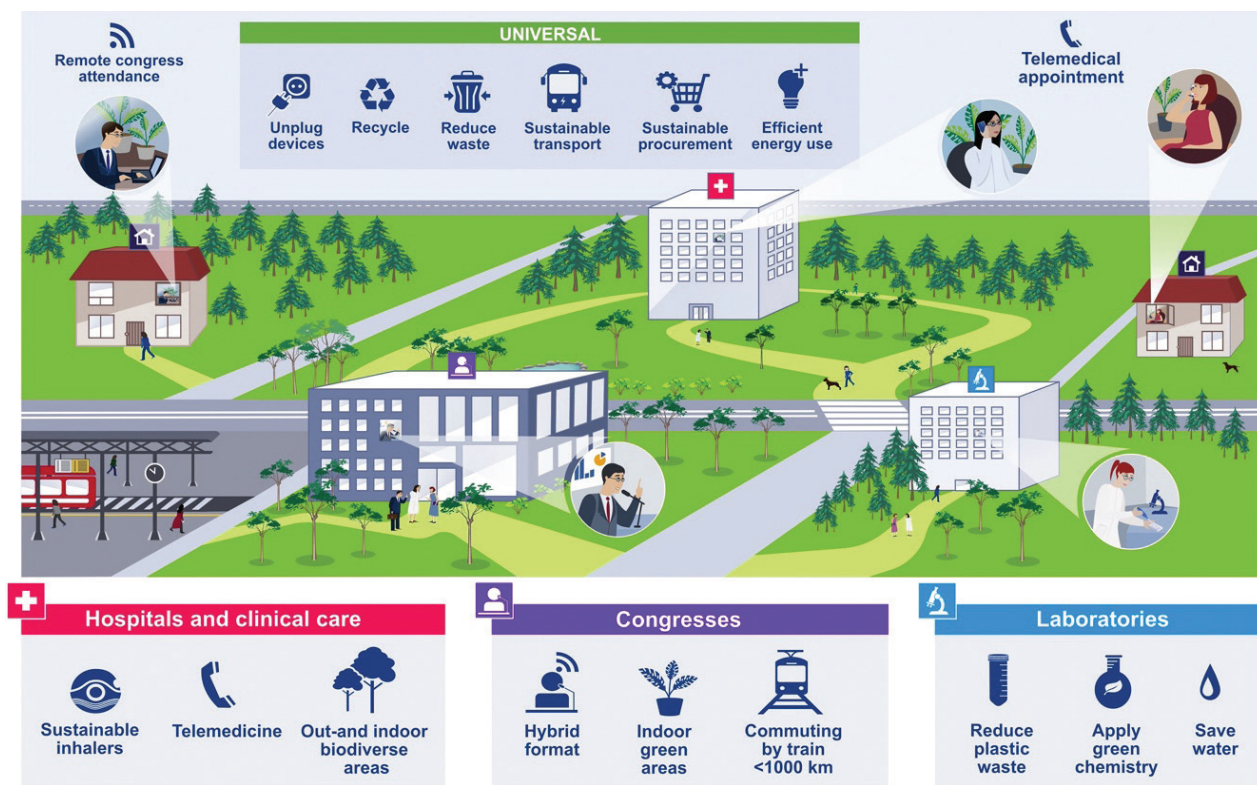 Remote congress
attendance
UNIVERSAL
Unplug
devices
Recycle
Reduce
waste
Sustainable
transport
Sustainable
procurement
Efficient
energy use
Telemedical
appointment
Hospitals and clinical care
Sustainable
inhalers
Telemedicine
Out-and indoor
biodiverse
areas
Congresses
Hybrid
format
Indoor
green
areas
Commuting
by train
<1000 km
Laboratories
Reduce
plastic
waste
Apply
green
chemistry
Save
water